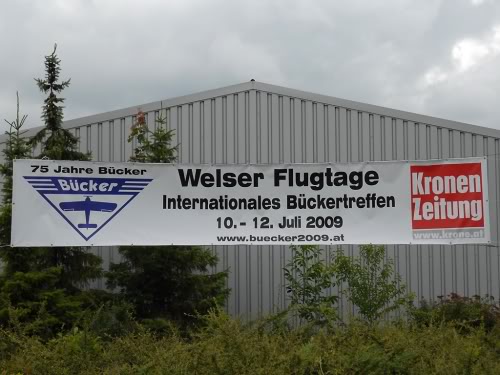 75 Jahre Bücker
Bücker
Welser Flugtage
Internationales Bückertreffen
10. - 12. Juli 2009
www.buecker2009.at
Kronen
Zeitung
www.krone.at